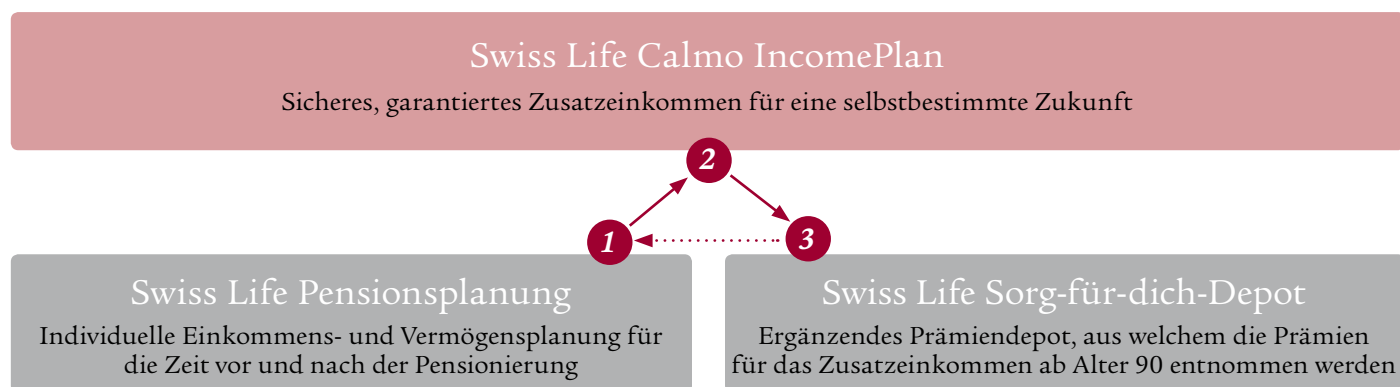 Swiss Life Calmo IncomePlan
Sicheres, garantiertes Zusatzeinkommen für eine selbstbestimmte Zukunft
2
1
3
Swiss Life Pensionsplanung
Individuelle Einkommens- und Vermögensplanung für
die Zeit vor und nach der Pensionierung
Swiss Life Sorg-für-dich-Depot
Ergänzendes Prämiendepot, aus welchem die Prämien
für das Zusatzeinkommen ab Alter 90 entnommen werden